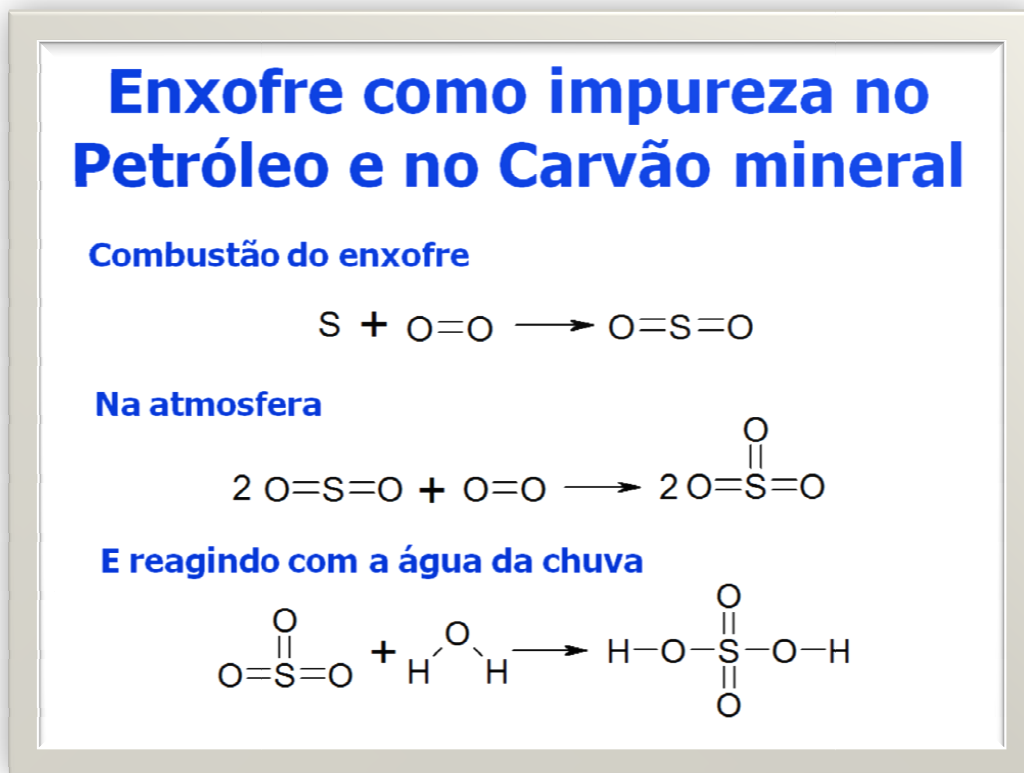 Enxofre como impureza no
Petróleo e no Carvão mineral
Combustão do enxofre
S + O=O → O=S=O
Na atmosfera
O
||
2 O=S=O + O=O → 2 O=S=O
E reagindo com a água da chuva
O O
|| O ||
O=S=O + H H → H–O–S–O–H
||
O